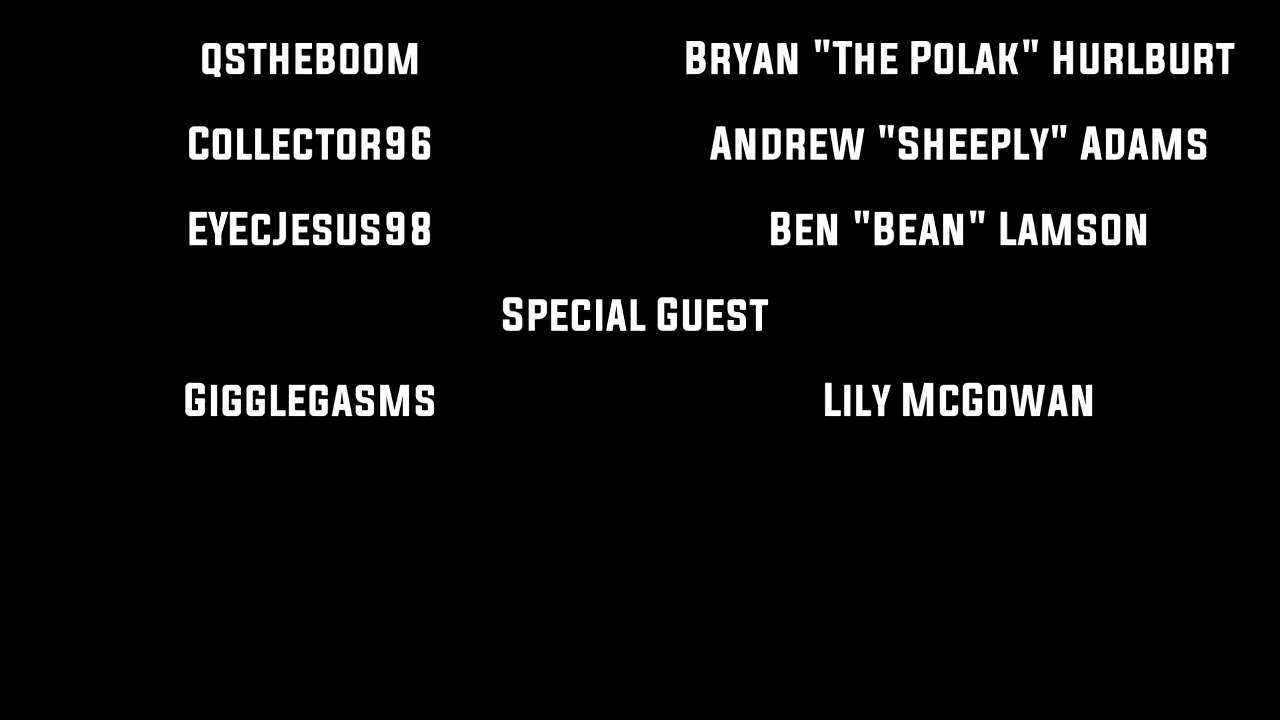 qstheboom Bryan "The Polak" Hurlburt
Collector96 Andrew "Sheeply" Adams
EYEcJesus98 Ben "Bean" Lamson
Special Guest
Gigglegasms Lily McGowan